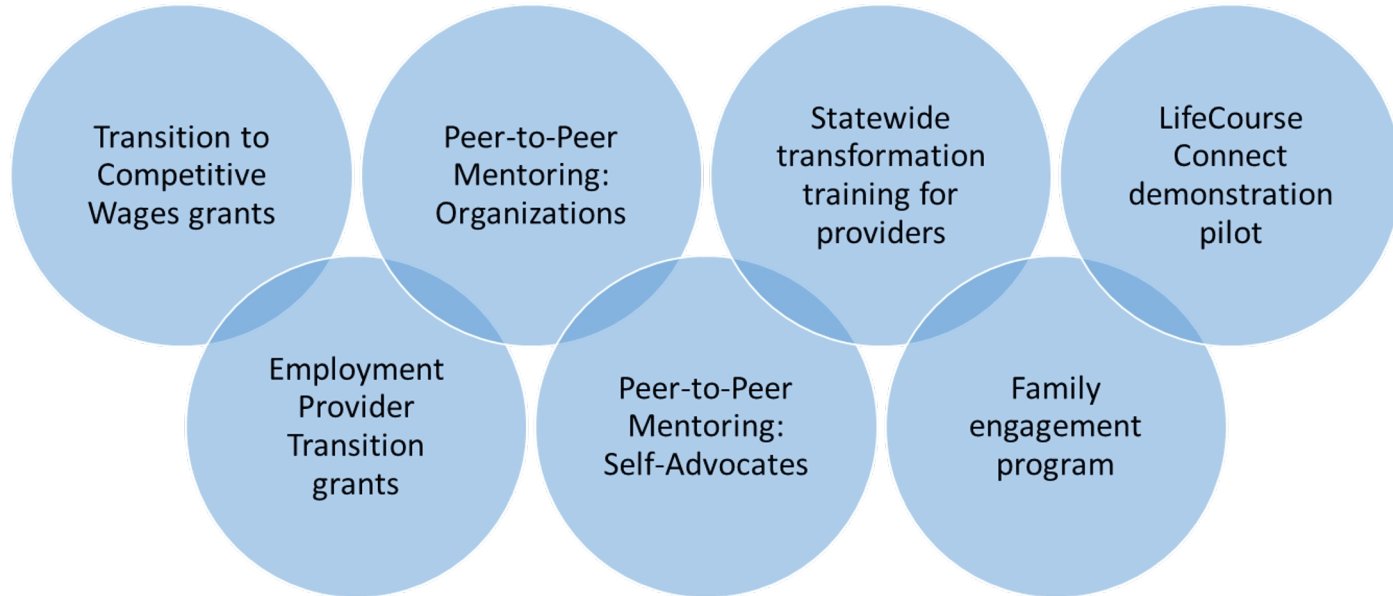 Transition to
Competitive
Wages grants
Peer-to-Peer
Mentoring:
Organizations
Statewide
transformation
training for
providers
LifeCourse
Connect
demonstration
pilot
Employment
Provider
Transition
grants
Peer-to-Peer
Mentoring:
Self-Advocates
Family
engagement
program